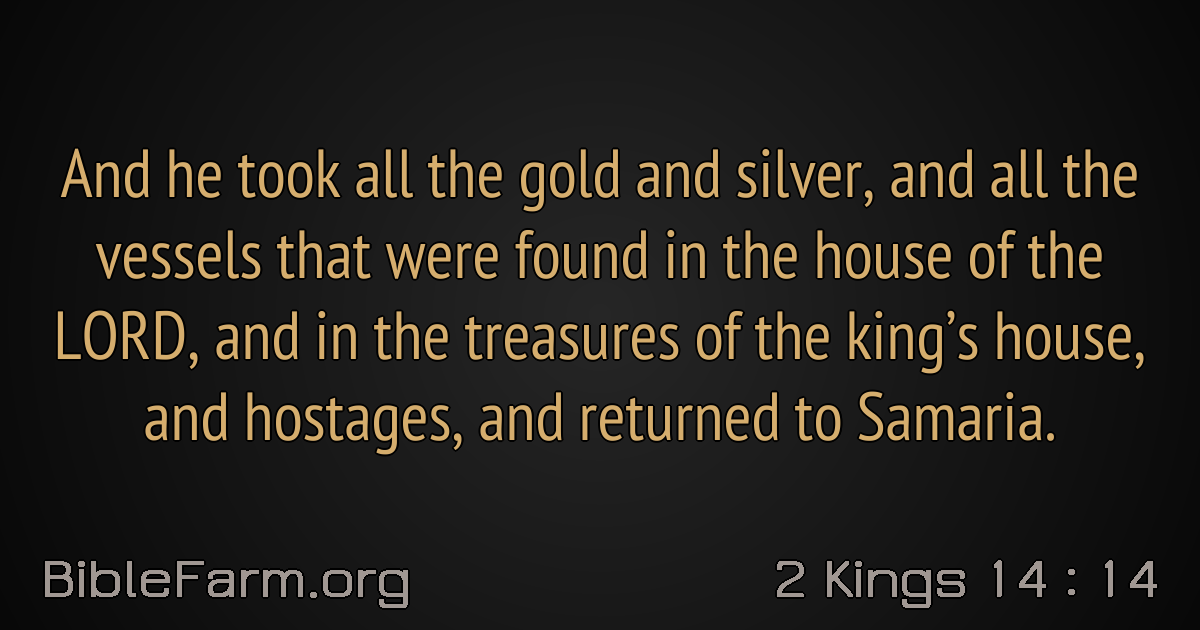 And he took all the gold and silver, and all the
vessels that were found in the house of the
LORD, and in the treasures of the king’s house,
and hostages, and returned to Samaria.
BibleFarm.org
2 Kings 14 : 14